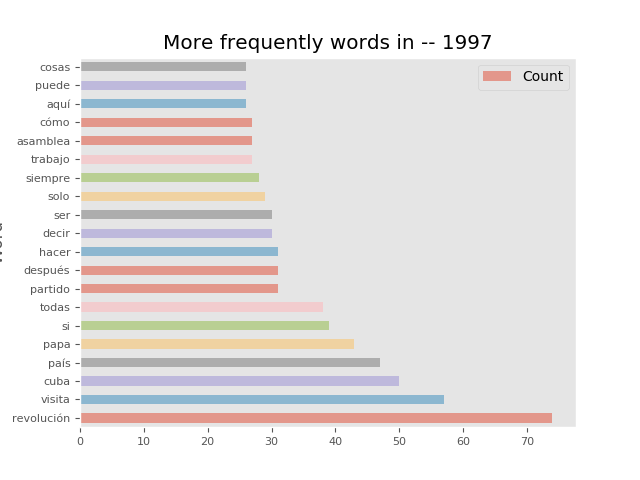 More frequently words in -- 1997
Count
cosas
puede
aquí
cómo
asamblea
trabajo
siempre
solo
ser
decir
hacer
después
partido
todas
si
papa
país
cuba
visita
revolución
0 10 20 30 40 50 60 70